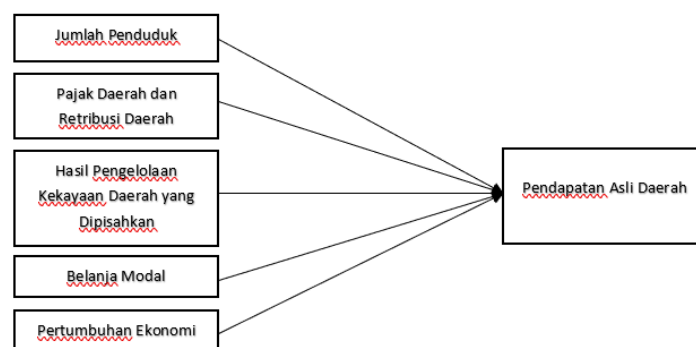 Jumlah Penduduk
Pajak Daerah dan
Retribusi Daerah
Hasil Pengelolaan
Kekayaan Daerah yang
Dipisahkan
Belanja Modal
Pertumbuhan Ekonomi
Pendapatan Asli Daerah